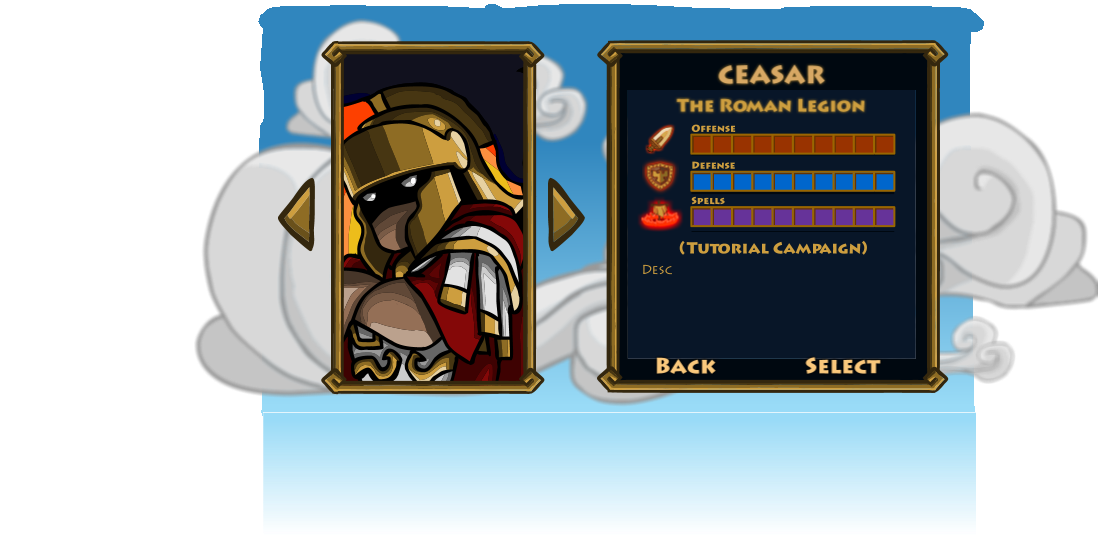 CEASAR
The Roman Legion
Offense
Defense
Spells
(Tutorial Campaign)
Desc
Back Select